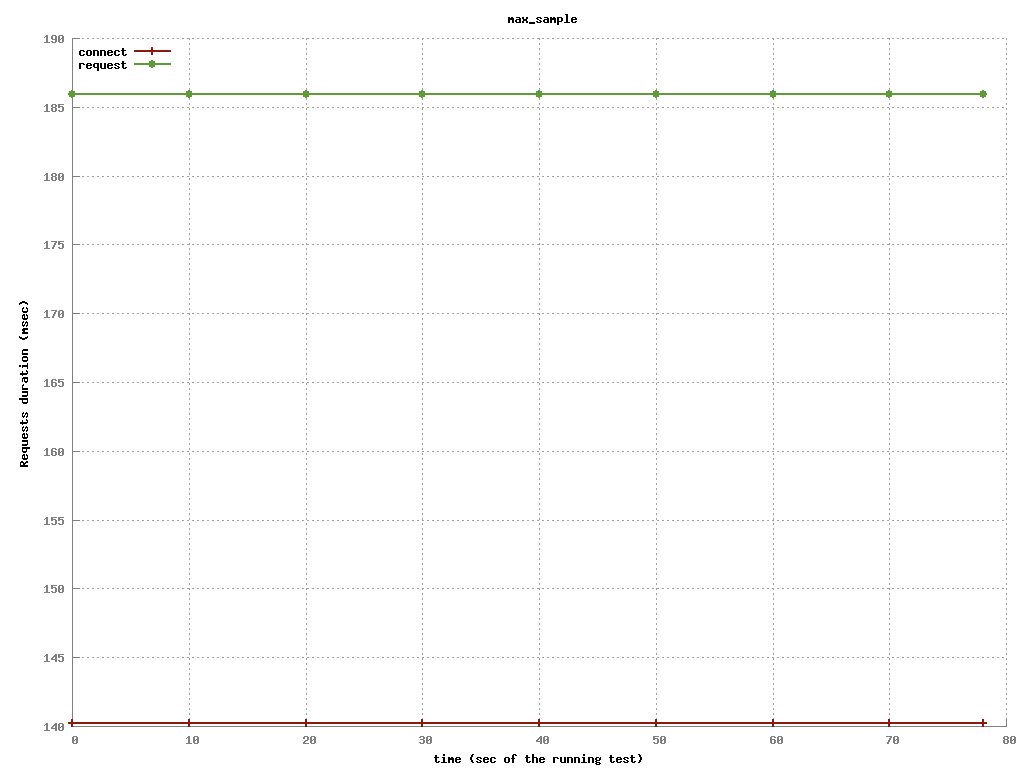 max_sample
connect
request
190
185
180
175
170
165
160
155
150
145
140
Requests duration (msec)
0 10 20 30 40 50 60 70 80
time (sec of the running test)